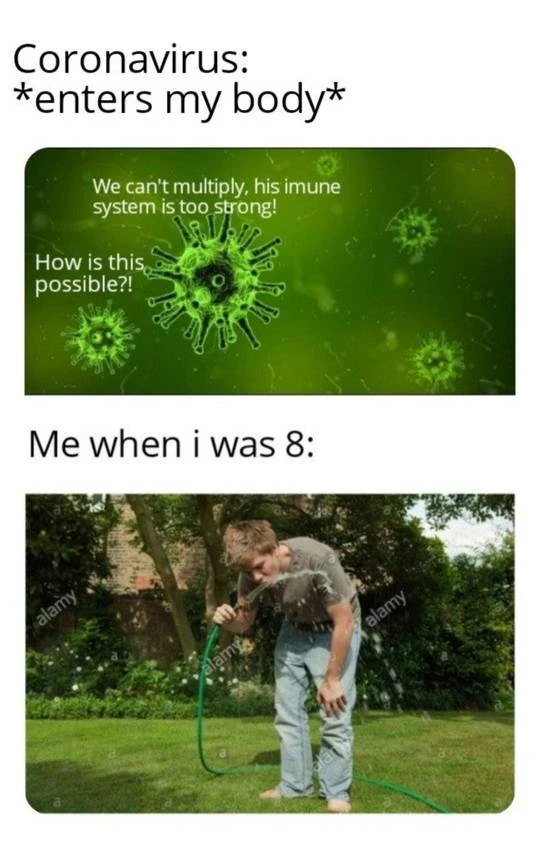 Coronavirus:
*enters my body*
We can't multiply, his imune
system is too strong!
How is this
possible?!
Me when i was 8:
alamy
alamy
alamy
alamy
a
a
a
a
a
a
a
a
a